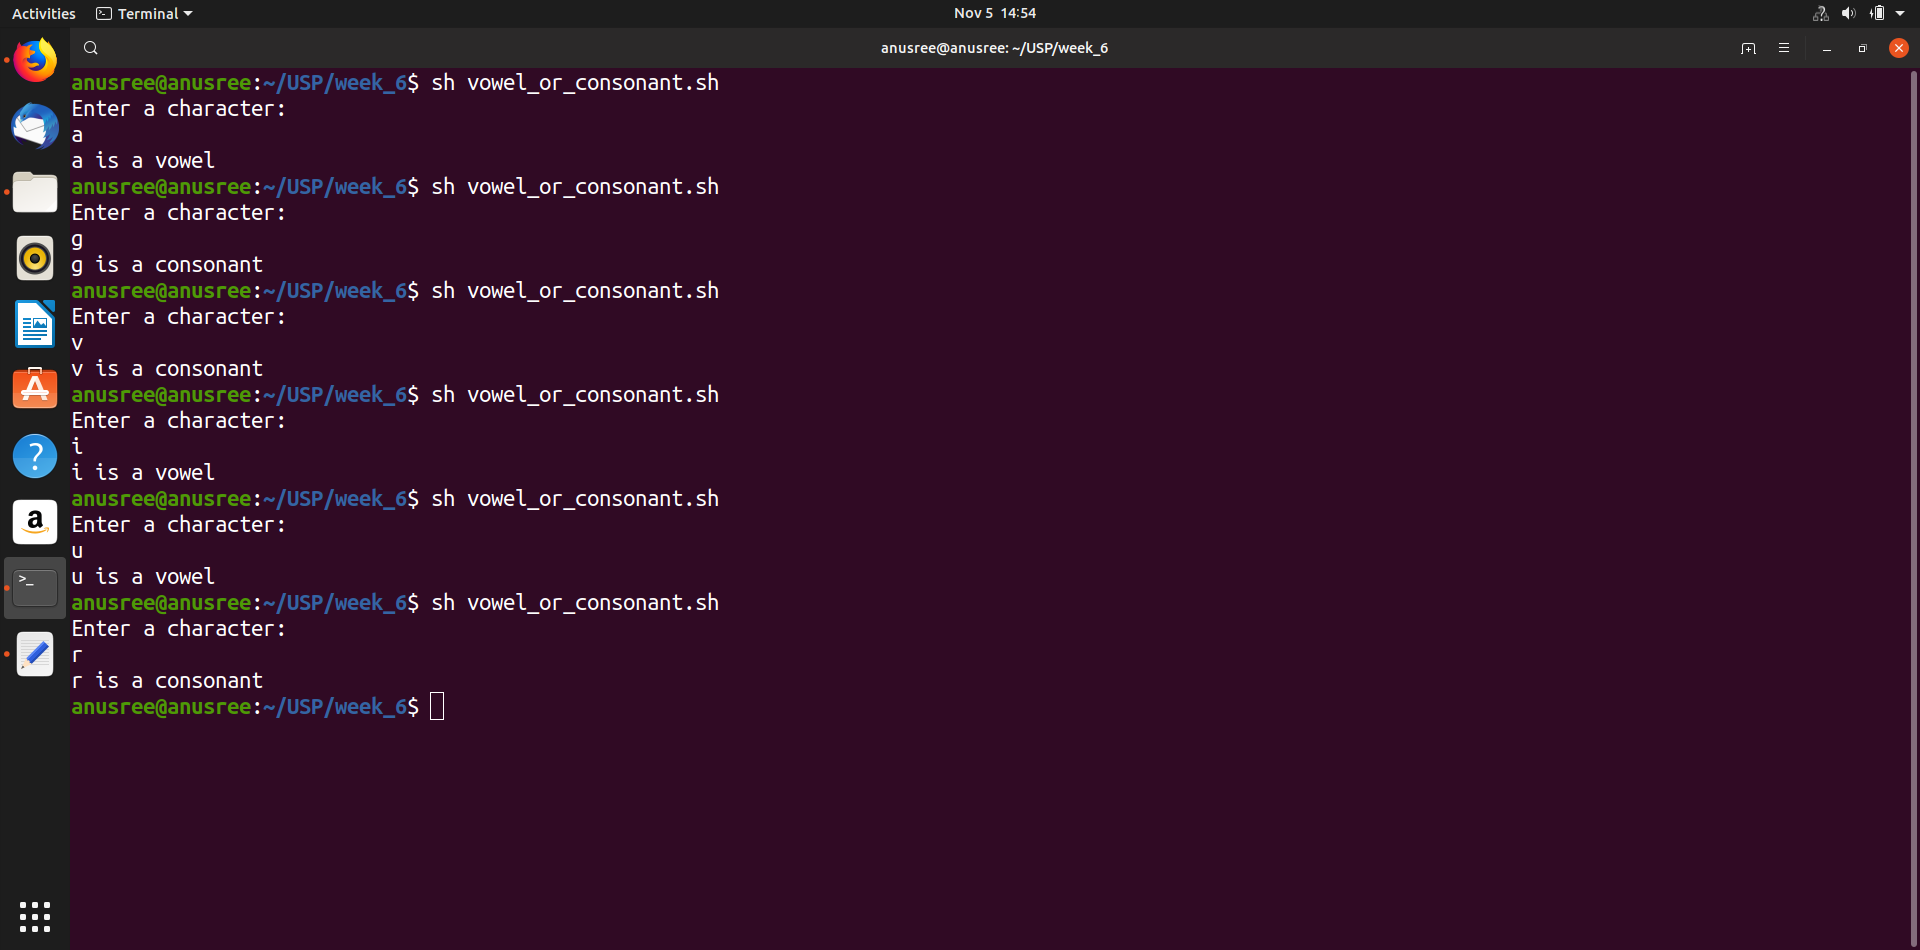 Activities Terminal Nov 5 14:54
anusree@anusree: ~/USP/week_6
anusree@anusree:~/USP/week_6$ sh vowel_or_consonant.sh
Enter a character:
a
a is a vowel
anusree@anusree:~/USP/week_6$ sh vowel_or_consonant.sh
Enter a character:
g
g is a consonant
anusree@anusree:~/USP/week_6$ sh vowel_or_consonant.sh
Enter a character:
v
v is a consonant
anusree@anusree:~/USP/week_6$ sh vowel_or_consonant.sh
Enter a character:
i
i is a vowel
anusree@anusree:~/USP/week_6$ sh vowel_or_consonant.sh
Enter a character:
u
u is a vowel
anusree@anusree:~/USP/week_6$ sh vowel_or_consonant.sh
Enter a character:
r
r is a consonant
anusree@anusree:~/USP/week_6$